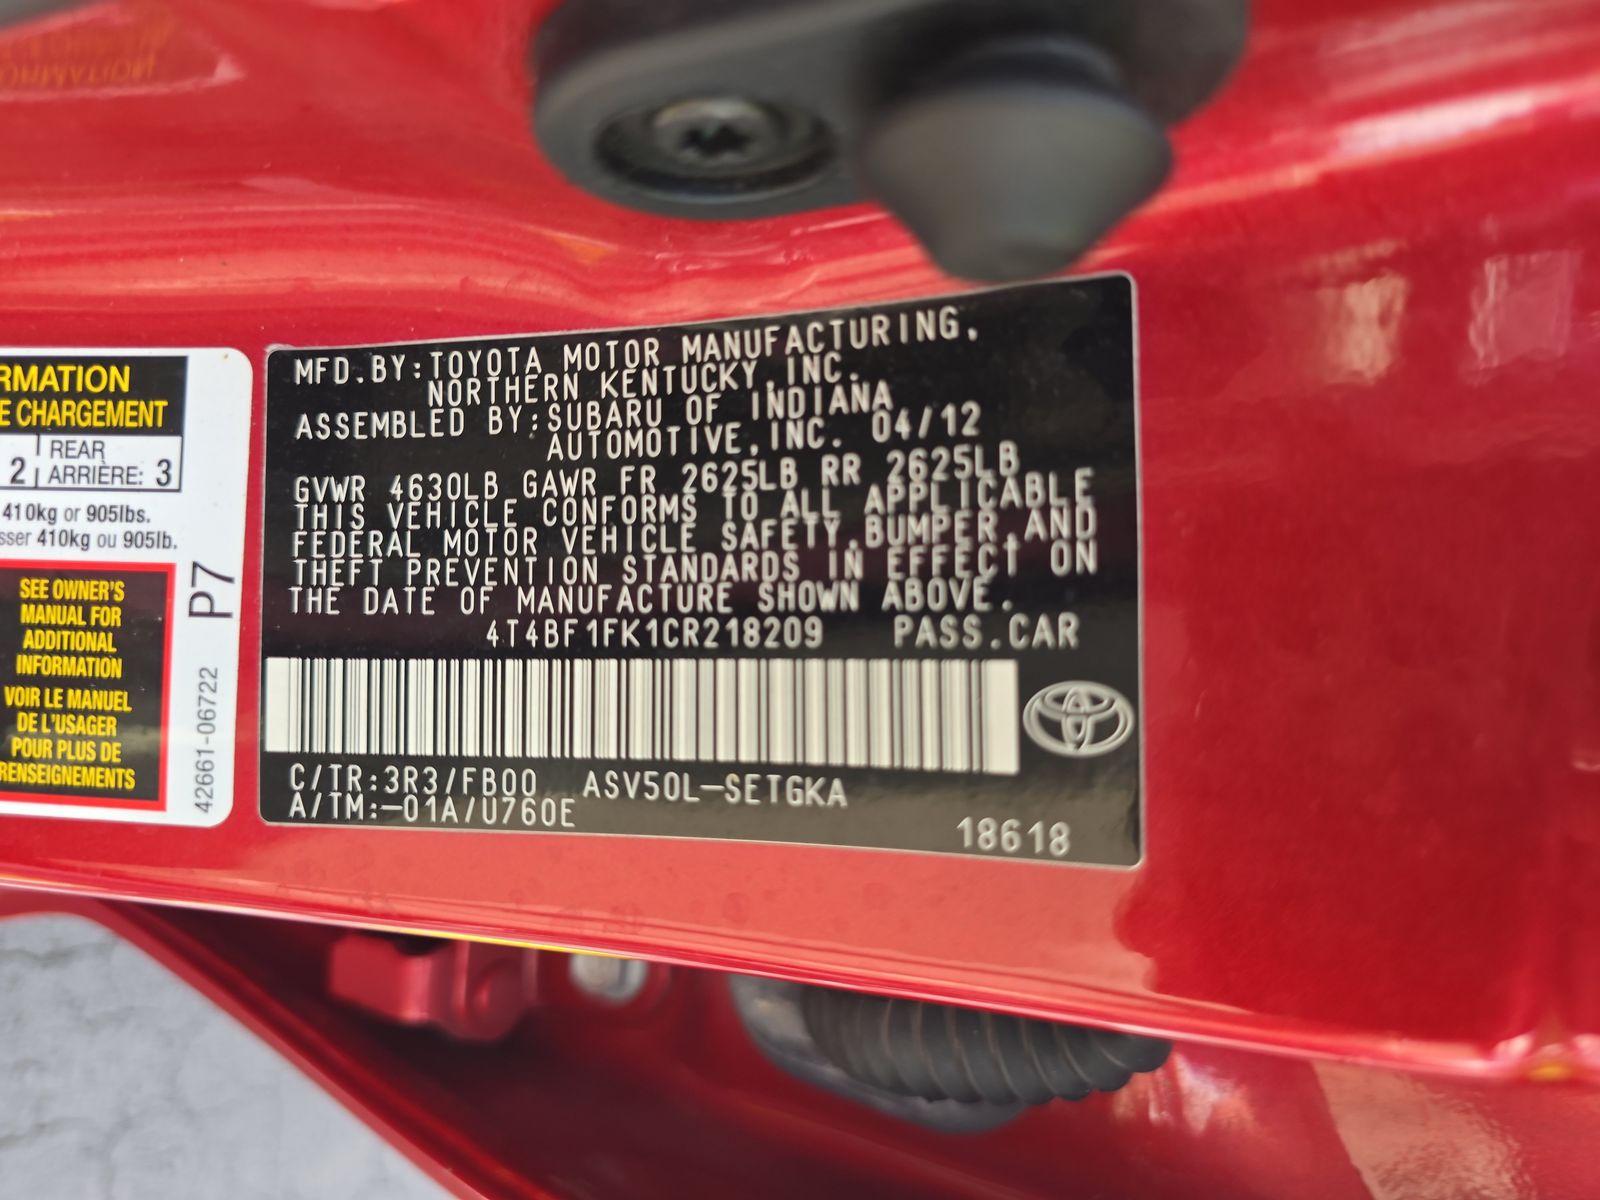 RMATION
E CHARGEMENT
2 REAR
ARRIÈRE: 3
410kg or 905lbs.
sser 410kg ou 905lb.
SEE OWNER'S
MANUAL FOR
ADDITIONAL
INFORMATION
VOIR LE MANUEL
DE L'USAGER
POUR PLUS DE
RENSEIGNEMENTS
P7
42661-06722
MFD.BY:TOYOTA MOTOR MANUFACTURING,
NORTHERN KENTUCKY,INC.
ASSEMBLED BY:SUBARU OF INDIANA
AUTOMOTIVE,INC. 04/12
GVWR 4630LB GAWR FR 2625LB RR 2625LB
THIS VEHICLE CONFORMS TO ALL APPLICABLE
FEDERAL MOTOR VEHICLE SAFETY,BUMPER,AND
THEFT PREVENTION STANDARDS IN EFFECT ON
THE DATE OF MANUFACTURE SHOWN ABOVE.
4T4BF1FK1CR218209 PASS.CAR
C/TR:3R3/FB00 ASV50L-SETGKA
A/TM:-01A/U760E
18618